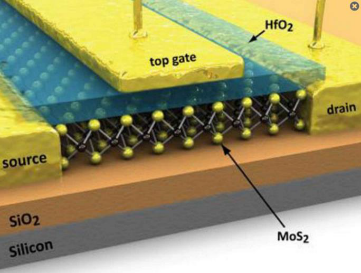 HfO₂
top gate
drain
source
SiO₂
MoS₂
Silicon